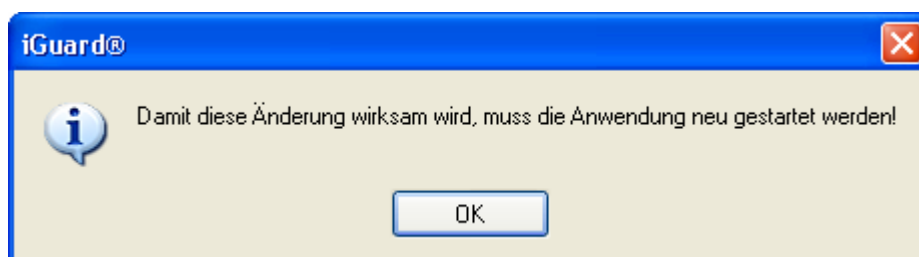 iGuard®
Damit diese Änderung wirksam wird, muss die Anwendung neu gestartet werden!
OK